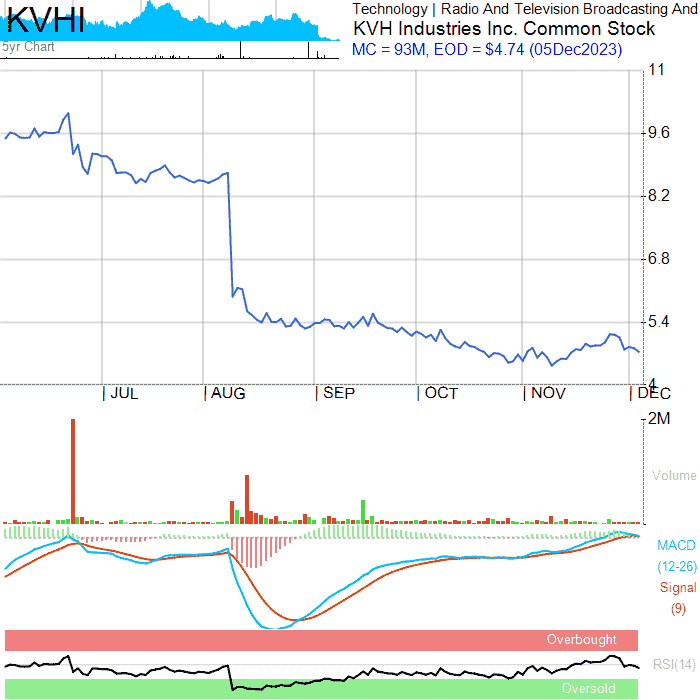 KVHI
5yr Chart
Technology | Radio And Television Broadcasting And
KVH Industries Inc. Common Stock
MC = 93M, EOD = $4.74 (05Dec2023)
11
9.6
8.2
6.8
5.4
4
| JUL | AUG | SEP | OCT | NOV | DEC
2M
Volume
MACD
(12-26)
Signal
(9)
Overbought
RSI(14)
Oversold